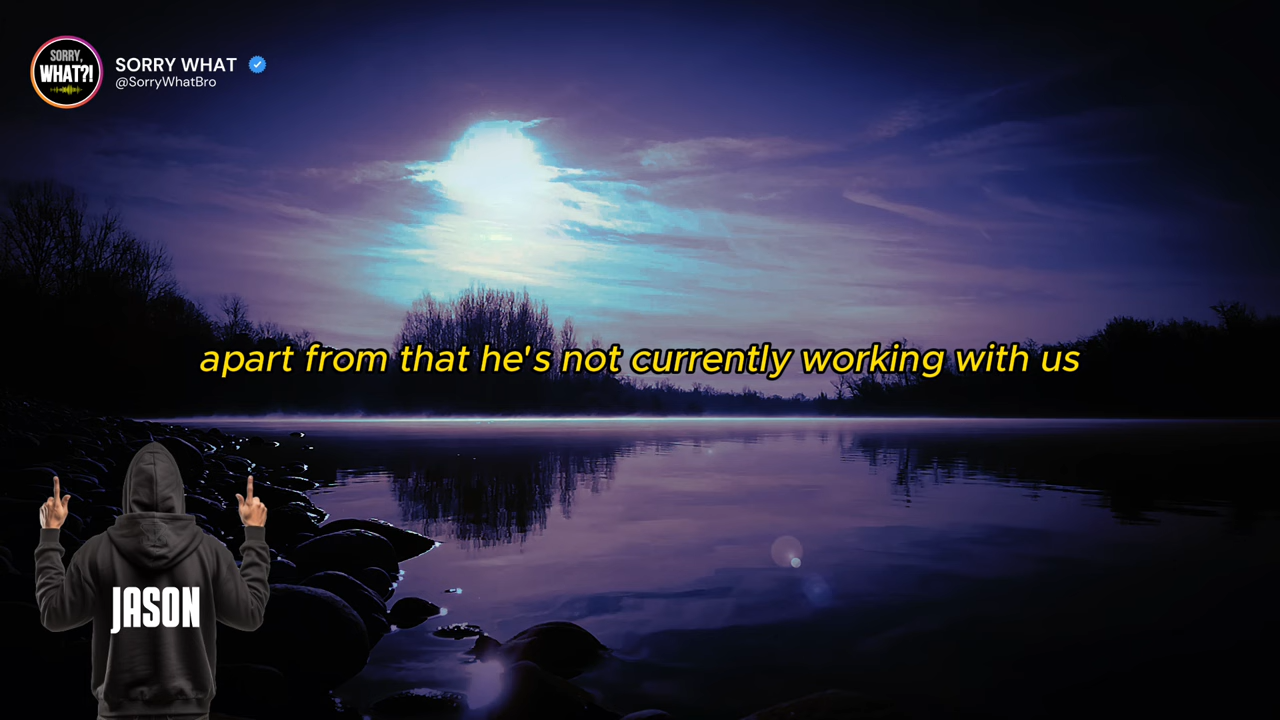 SORRY,
WHAT?!
SORRY WHAT
@SorryWhatBro
apart from that he's not currently working with us
JASON